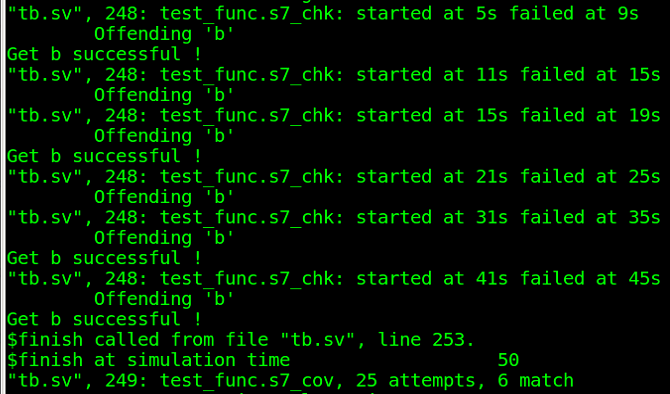 "tb.sv", 248: test_func.s7_chk: started at 5s failed at 9s
Offending 'b'
Get b successful !
"tb.sv", 248: test_func.s7_chk: started at 11s failed at 15s
Offending 'b'
"tb.sv", 248: test_func.s7_chk: started at 15s failed at 19s
Offending 'b'
Get b successful !
"tb.sv", 248: test_func.s7_chk: started at 21s failed at 25s
Offending 'b'
"tb.sv", 248: test_func.s7_chk: started at 31s failed at 35s
Offending 'b'
Get b successful !
"tb.sv", 248: test_func.s7_chk: started at 41s failed at 45s
Offending 'b'
Get b successful !
$finish called from file "tb.sv", line 253.
$finish at simulation time 50
"tb.sv", 249: test_func.s7_cov, 25 attempts, 6 match